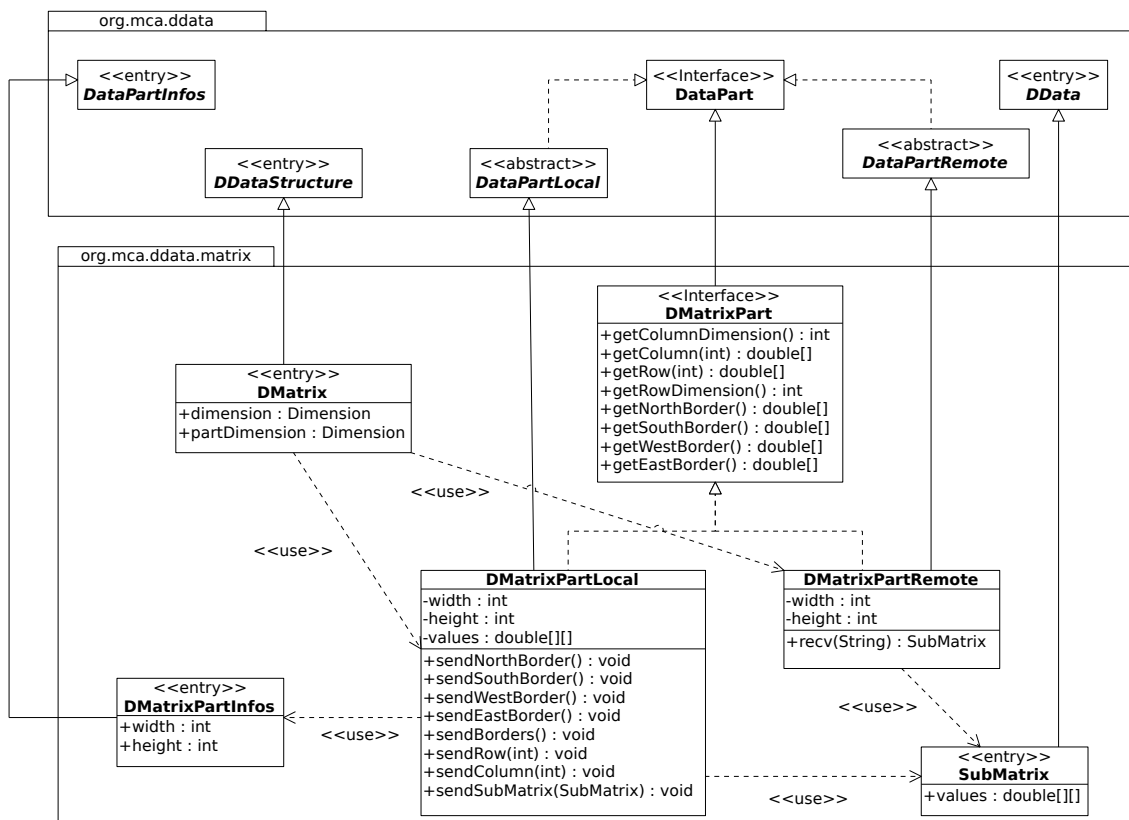 org.mca.ddata
<<entry>>
DataPartInfos
<<Interface>>
DataPart
<<entry>>
DData
<<entry>>
DDataStructure
<<abstract>>
DataPartLocal
<<abstract>>
DataPartRemote
org.mca.ddata.matrix
<<Interface>>
DMatrixPart
+getColumnDimension() : int
+getColumn(int) : double[]
+getRow(int) : double[]
+getRowDimension() : int
+getNorthBorder() : double[]
+getSouthBorder() : double[]
+getWestBorder() : double[]
+getEastBorder() : double[]
<<entry>>
DMatrix
+dimension : Dimension
+partDimension : Dimension
<<use>>
<<use>>
DMatrixPartLocal
-width : int
-height : int
-values : double[][]
+sendNorthBorder() : void
+sendSouthBorder() : void
+sendWestBorder() : void
+sendEastBorder() : void
+sendBorders() : void
+sendRow(int) : void
+sendColumn(int) : void
+sendSubMatrix(SubMatrix) : void
DMatrixPartRemote
-width : int
-height : int
+recv(String) : SubMatrix
<<entry>>
DMatrixPartInfos
+width : int
+height : int
<<use>>
<<use>>
<<entry>>
SubMatrix
+values : double[][]
<<use>>